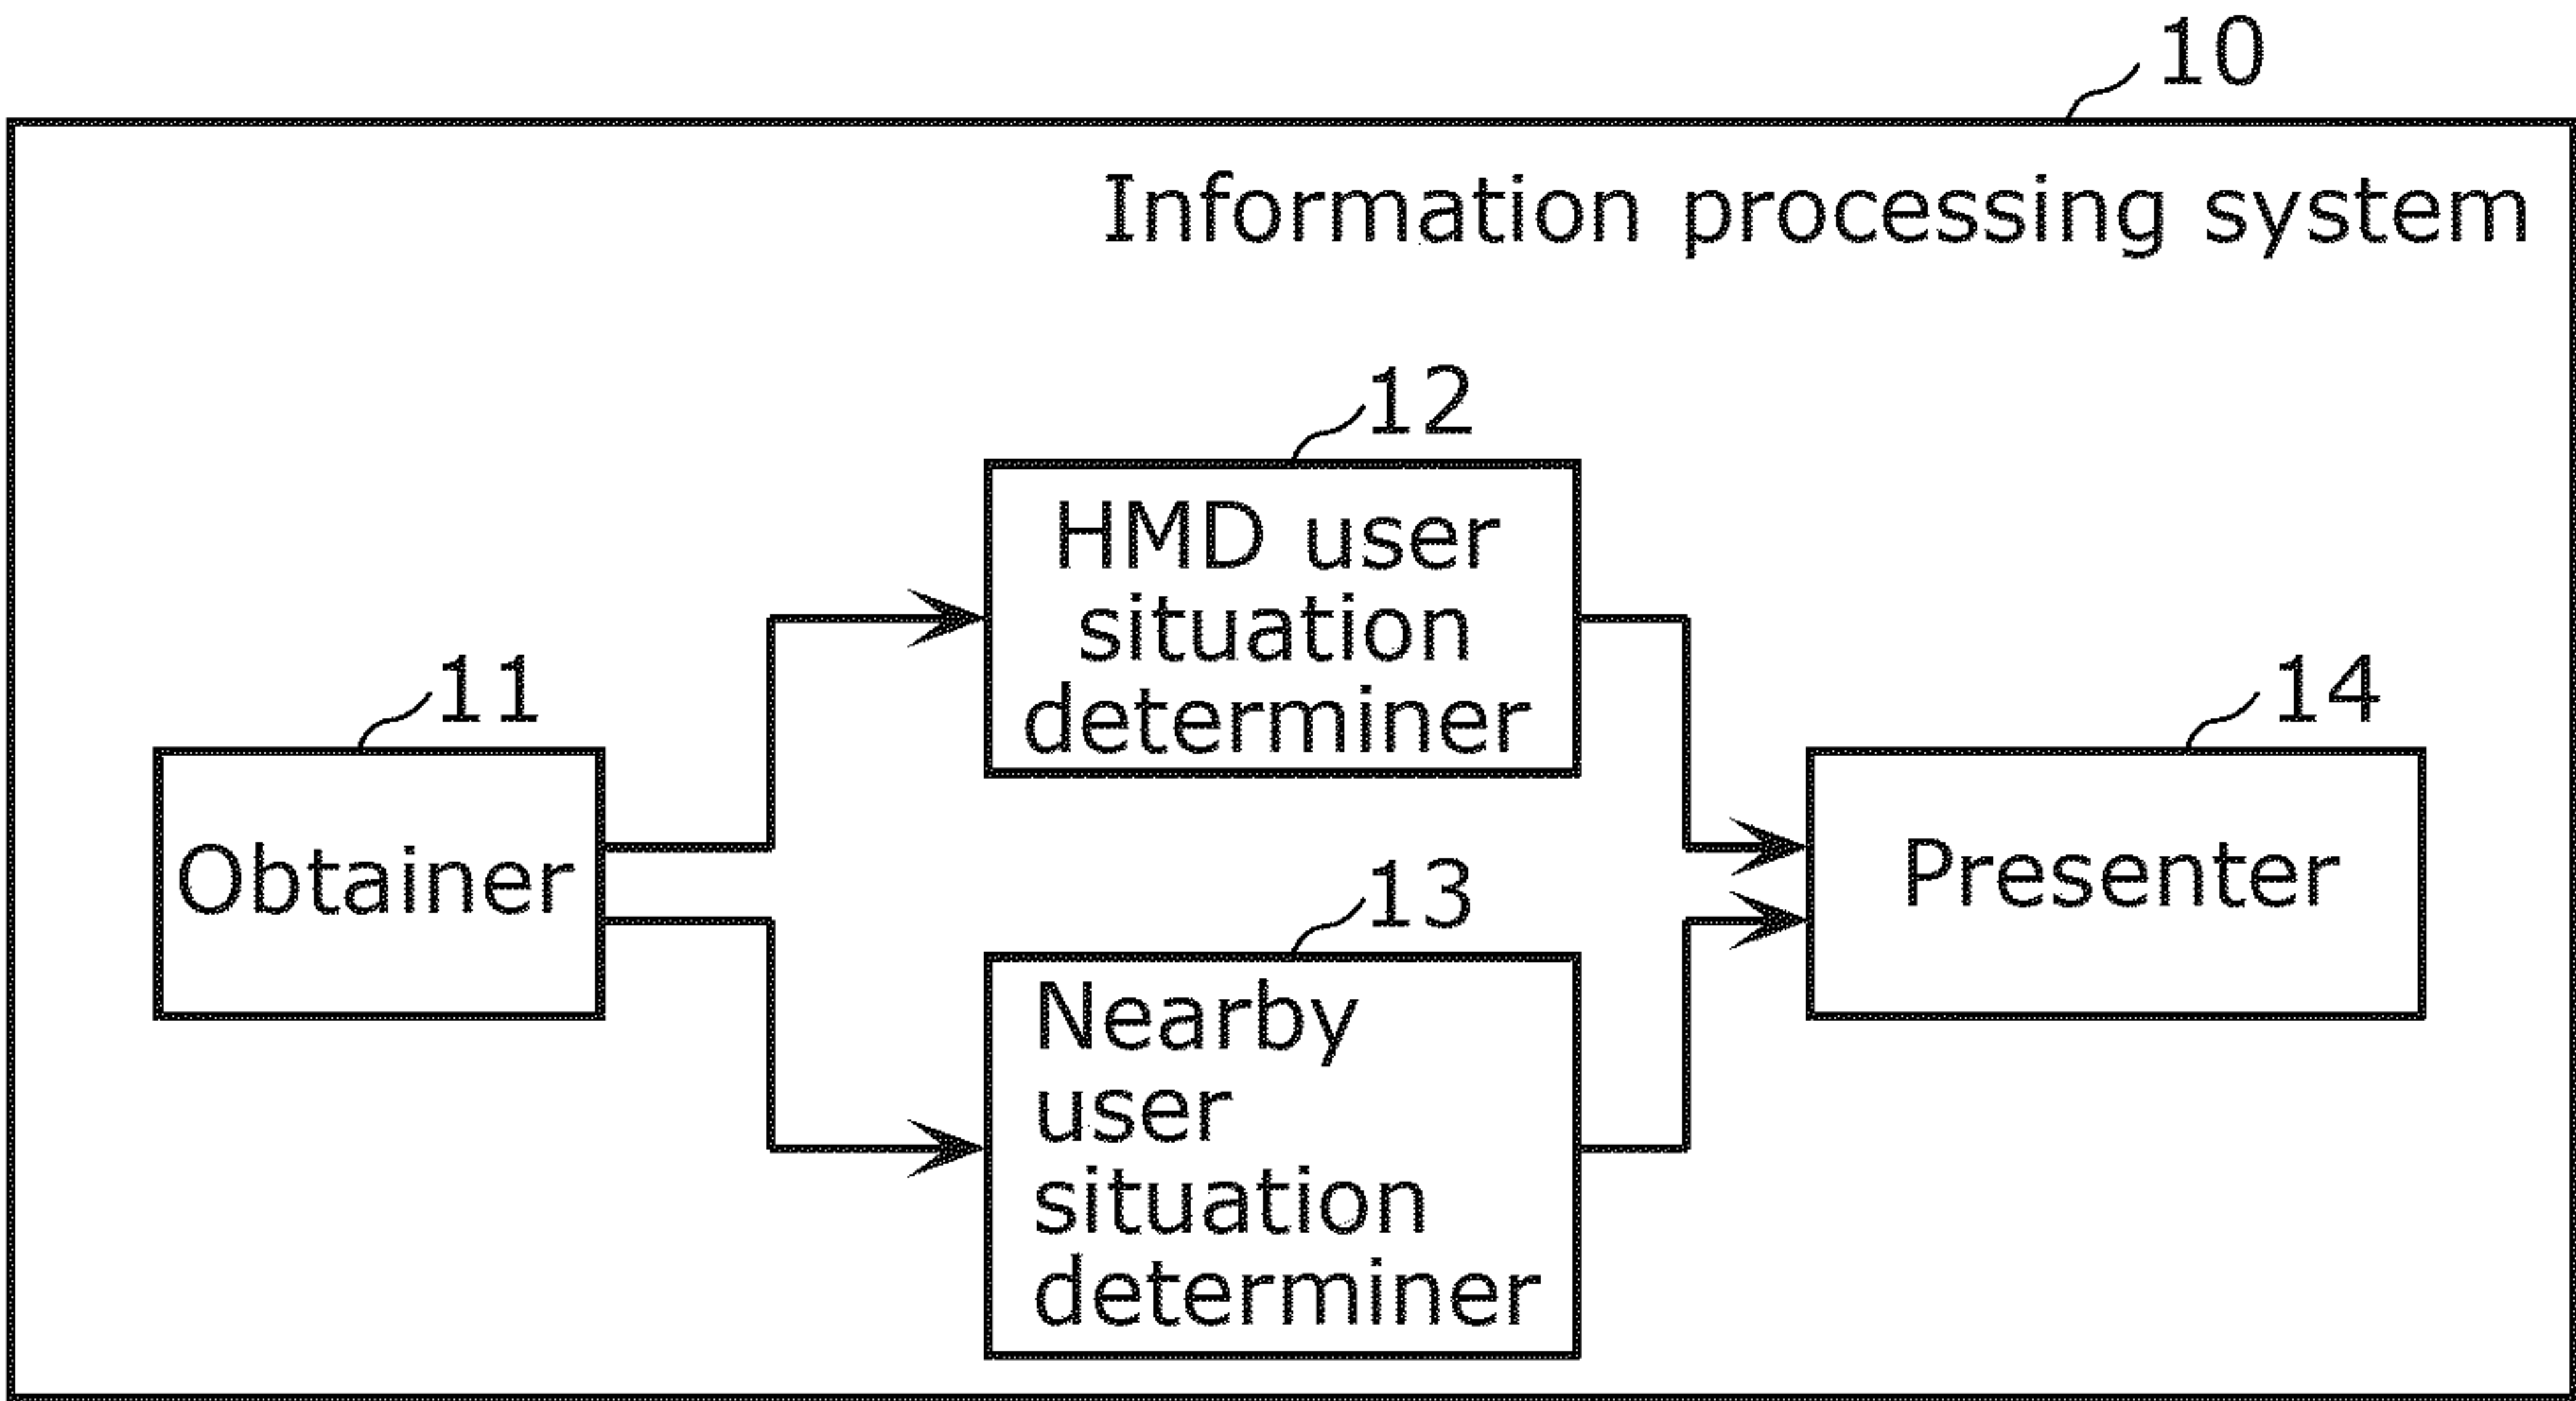 10
Information processing system
12
HMD user
situation
determiner
11
Obtainer
14
Presenter
13
Nearby
user
situation
determiner